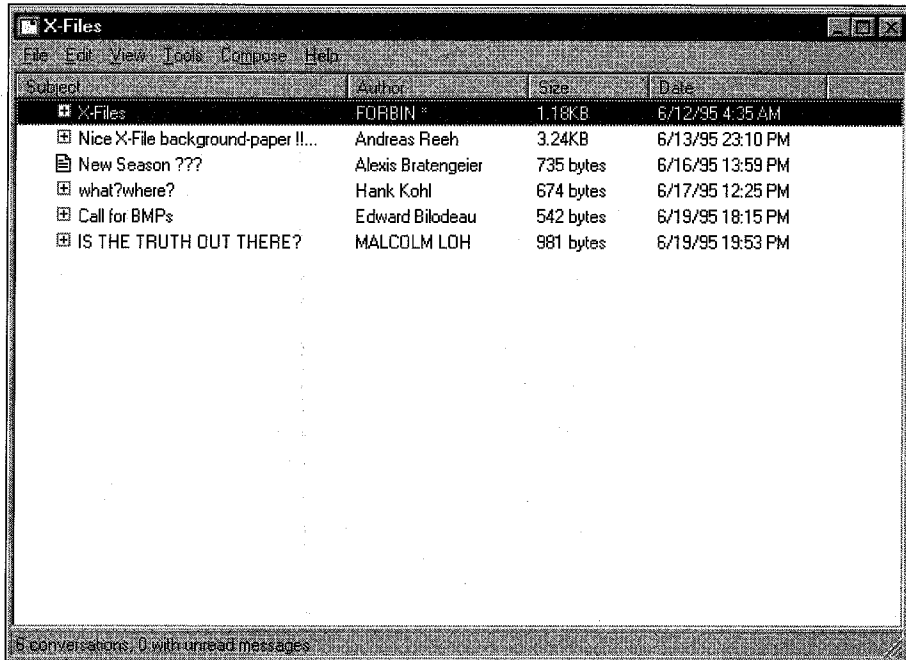 X-Files
File Edit View Tools Compose Help
Subject Author Size Date
X-Files FORBIN * 1.18KB 6/12/95 4:35 AM
Nice X-File background-paper !!... Andreas Reeh 3.24KB 6/13/95 23:10 PM
New Season ??? Alexis Bratengeier 735 bytes 6/16/95 13:59 PM
what?where? Hank Kohl 674 bytes 6/17/95 12:25 PM
Call for BMPs Edward Bilodeau 542 bytes 6/19/95 18:15 PM
IS THE TRUTH OUT THERE? MALCOLM LOH 981 bytes 6/19/95 19:53 PM
6 conversations, 0 with unread messages